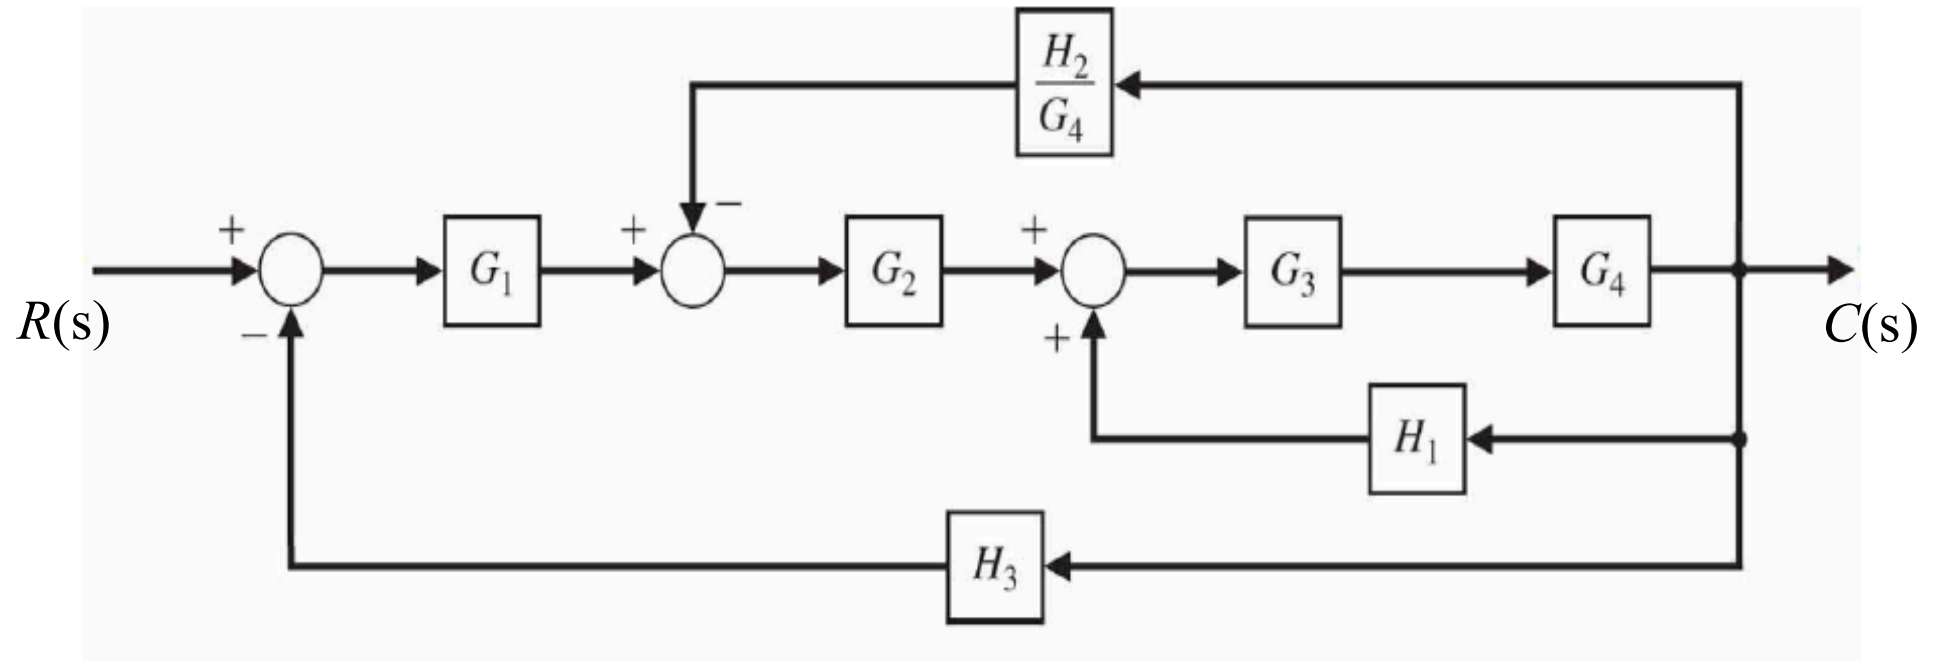 H₂
G₄
+ − + +
G₁ G₂ G₃ G₄
R(s) − + C(s)
H₁
H₃